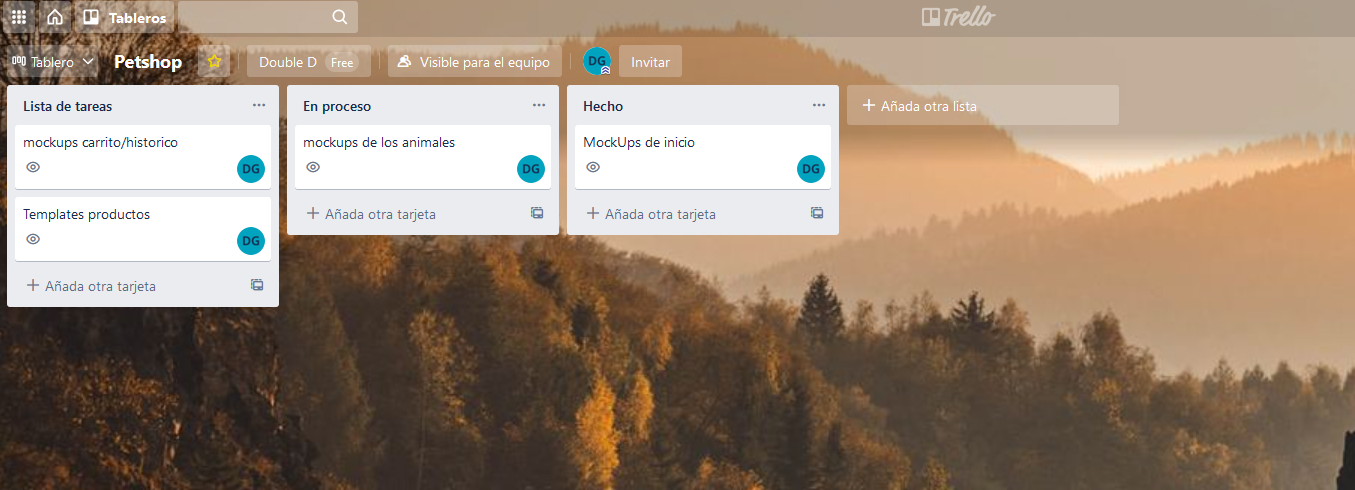 Tableros
Trello
Tablero
Petshop
Double D
Free
Visible para el equipo
DG
Invitar
Lista de tareas
mockups carrito/historico
DG
Templates productos
DG
Añada otra tarjeta
En proceso
mockups de los animales
DG
Añada otra tarjeta
Hecho
MockUps de inicio
DG
Añada otra tarjeta
Añada otra lista